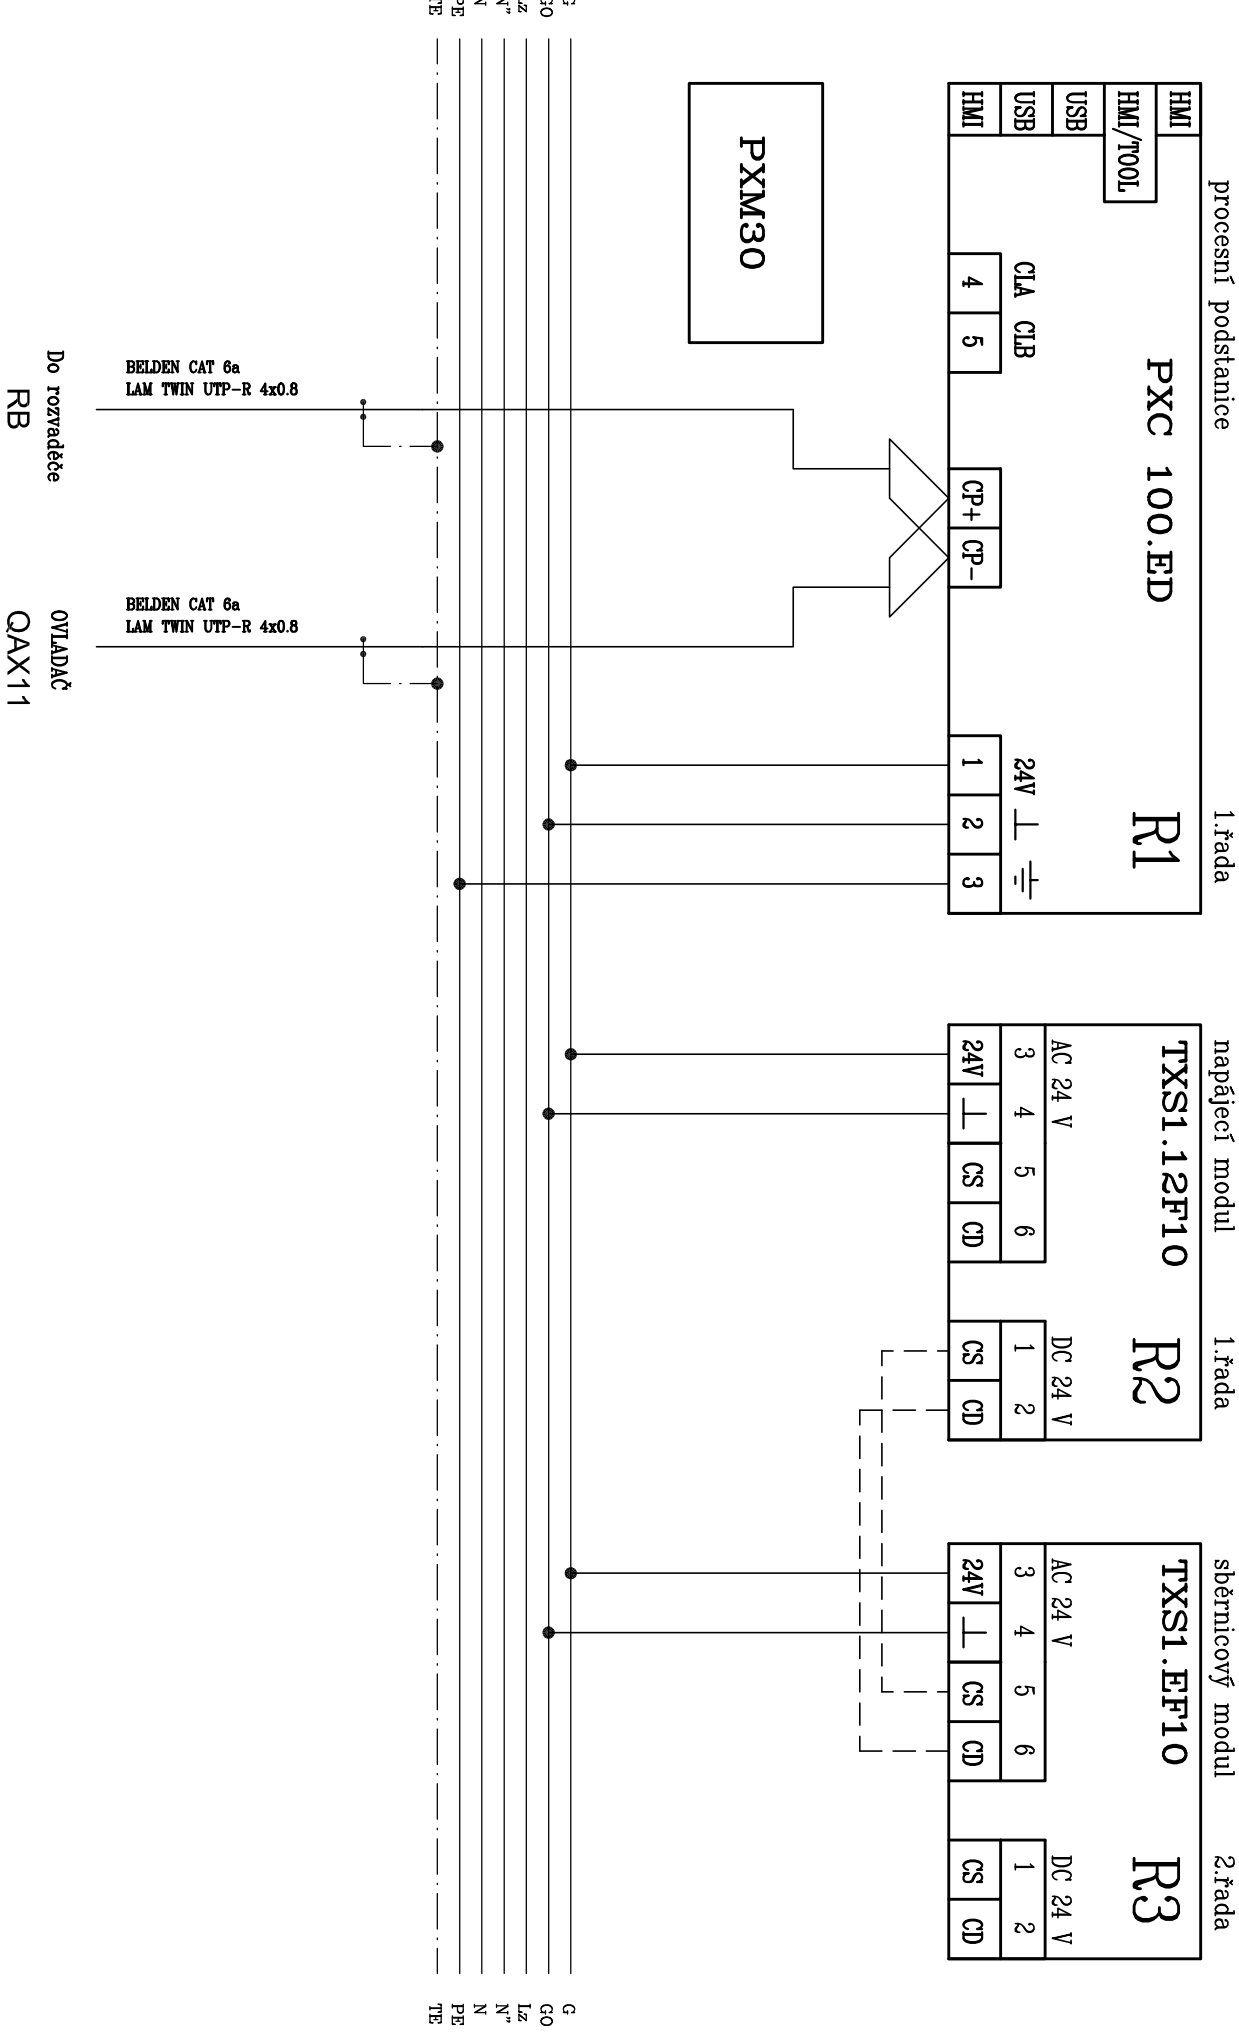 procesní podstanice
1.řada
PXC 100.ED
R1
HMI
HMI/TOOL
USB
USB
HMI
CLA CLB
4 5
CP+ CP-
24V
1 2 3
napájecí modul
1.řada
TXS1.12F10
R2
AC 24 V
DC 24 V
3 4 5 6
1 2
24V CS CD
CS CD
sběrnicový modul
2.řada
TXS1.EF10
R3
AC 24 V
DC 24 V
3 4 5 6
1 2
24V CS CD
CS CD
PXM30
G
GO
Lz
N"
N
PE
TE
G
GO
Lz
N"
N
PE
TE
BELDEN CAT 6a
LAM TWIN UTP-R 4x0.8
Do rozvaděče
RB
BELDEN CAT 6a
LAM TWIN UTP-R 4x0.8
OVLADAČ
QAX11